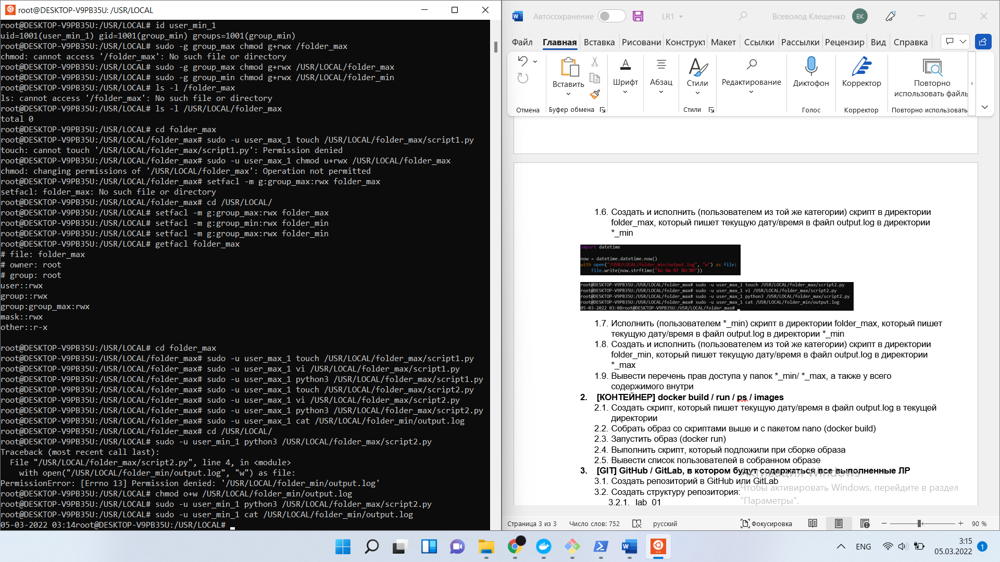 root@DESKTOP-V9PB35U: /USR/LOCAL
root@DESKTOP-V9PB35U:/USR/LOCAL# id user_min_1
uid=1001(user_min_1) gid=1001(group_min) groups=1001(group_min)
root@DESKTOP-V9PB35U:/USR/LOCAL# sudo -g group_max chmod g+rwx /folder_max
chmod: cannot access '/folder_max': No such file or directory
root@DESKTOP-V9PB35U:/USR/LOCAL# sudo -g group_max chmod g+rwx /USR/LOCAL/folder_max
root@DESKTOP-V9PB35U:/USR/LOCAL# sudo -g group_min chmod g+rwx /USR/LOCAL/folder_min
root@DESKTOP-V9PB35U:/USR/LOCAL# ls -l /folder_max
ls: cannot access '/folder_max': No such file or directory
root@DESKTOP-V9PB35U:/USR/LOCAL# ls -l /USR/LOCAL/folder_max
total 0
root@DESKTOP-V9PB35U:/USR/LOCAL# cd folder_max
root@DESKTOP-V9PB35U:/USR/LOCAL/folder_max# sudo -u user_max_1 touch /USR/LOCAL/folder_max/script1.py
touch: cannot touch '/USR/LOCAL/folder_max/script1.py': Permission denied
root@DESKTOP-V9PB35U:/USR/LOCAL/folder_max# sudo -u user_max_1 chmod u+rwx /USR/LOCAL/folder_max
chmod: changing permissions of '/USR/LOCAL/folder_max': Operation not permitted
root@DESKTOP-V9PB35U:/USR/LOCAL/folder_max# setfacl -m g:group_max:rwx folder_max
setfacl: folder_max: No such file or directory
root@DESKTOP-V9PB35U:/USR/LOCAL/folder_max# cd /USR/LOCAL/
root@DESKTOP-V9PB35U:/USR/LOCAL# setfacl -m g:group_max:rwx folder_max
root@DESKTOP-V9PB35U:/USR/LOCAL# setfacl -m g:group_min:rwx folder_min
root@DESKTOP-V9PB35U:/USR/LOCAL# setfacl -m g:group_max:rwx folder_min
root@DESKTOP-V9PB35U:/USR/LOCAL# getfacl folder_max
# file: folder_max
# owner: root
# group: root
user::rwx
group::rwx
group:group_max:rwx
mask::rwx
other::r-x
root@DESKTOP-V9PB35U:/USR/LOCAL# cd folder_max
root@DESKTOP-V9PB35U:/USR/LOCAL/folder_max# sudo -u user_max_1 touch /USR/LOCAL/folder_max/script1.py
root@DESKTOP-V9PB35U:/USR/LOCAL/folder_max# sudo -u user_max_1 vi /USR/LOCAL/folder_max/script1.py
root@DESKTOP-V9PB35U:/USR/LOCAL/folder_max# sudo -u user_max_1 python3 /USR/LOCAL/folder_max/script1.py
root@DESKTOP-V9PB35U:/USR/LOCAL/folder_max# sudo -u user_max_1 touch /USR/LOCAL/folder_max/script2.py
root@DESKTOP-V9PB35U:/USR/LOCAL/folder_max# sudo -u user_max_1 vi /USR/LOCAL/folder_max/script2.py
root@DESKTOP-V9PB35U:/USR/LOCAL/folder_max# sudo -u user_max_1 python3 /USR/LOCAL/folder_max/script2.py
root@DESKTOP-V9PB35U:/USR/LOCAL/folder_max# sudo -u user_max_1 cat /USR/LOCAL/folder_min/output.log
root@DESKTOP-V9PB35U:/USR/LOCAL/folder_max# cd /USR/LOCAL/
root@DESKTOP-V9PB35U:/USR/LOCAL# sudo -u user_min_1 python3 /USR/LOCAL/folder_max/script2.py
Traceback (most recent call last):
  File "/USR/LOCAL/folder_max/script2.py", line 4, in <module>
    with open("/USR/LOCAL/folder_min/output.log", "w") as file:
PermissionError: [Errno 13] Permission denied: '/USR/LOCAL/folder_min/output.log'
root@DESKTOP-V9PB35U:/USR/LOCAL# chmod o+w /USR/LOCAL/folder_min/output.log
root@DESKTOP-V9PB35U:/USR/LOCAL# sudo -u user_min_1 python3 /USR/LOCAL/folder_max/script2.py
root@DESKTOP-V9PB35U:/USR/LOCAL# sudo -u user_min_1 cat /USR/LOCAL/folder_min/output.log
05-03-2022 03:14root@DESKTOP-V9PB35U:/USR/LOCAL#
Автосохранение LR1 Всеволод Клещенко ВК
Файл Главная Вставка Рисовани Конструкт Макет Ссылки Рассылки Рецензир Вид Справка
Вставить Шрифт Абзац Стили Редактирование Диктофон Корректор Повторно
использовать файлы
Отмена Буфер обмена Стили Голос Корректор Повторно использовать
1.6. Создать и исполнить (пользователем из той же категории) скрипт в директории
folder_max, который пишет текущую дату/время в файл output.log в директории
*_min
import datetime
now = datetime.datetime.now()
with open("/USR/LOCAL/folder_min/output.log", "w") as file:
    file.write(now.strftime("%d-%m-%Y %H:%M"))
root@DESKTOP-V9PB35U:/USR/LOCAL/folder_max# sudo -u user_max_1 touch /USR/LOCAL/folder_max/script2.py
root@DESKTOP-V9PB35U:/USR/LOCAL/folder_max# sudo -u user_max_1 vi /USR/LOCAL/folder_max/script2.py
root@DESKTOP-V9PB35U:/USR/LOCAL/folder_max# sudo -u user_max_1 python3 /USR/LOCAL/folder_max/script2.py
root@DESKTOP-V9PB35U:/USR/LOCAL/folder_max# sudo -u user_max_1 cat /USR/LOCAL/folder_min/output.log
05-03-2022 03:08root@DESKTOP-V9PB35U:/USR/LOCAL/folder_max#
1.7. Исполнить (пользователем *_min) скрипт в директории folder_max, который пишет
текущую дату/время в файл output.log в директории *_min
1.8. Создать и исполнить (пользователем из той же категории) скрипт в директории
folder_min, который пишет текущую дату/время в файл output.log в директории
*_max
1.9. Вывести перечень прав доступа у папок *_min/ *_max, а также у всего
содержимого внутри
2. [КОНТЕЙНЕР] docker build / run / ps / images
2.1. Создать скрипт, который пишет текущую дату/время в файл output.log в текущей
директории
2.2. Собрать образ со скриптами выше и с пакетом nano (docker build)
2.3. Запустить образ (docker run)
2.4. Выполнить скрипт, который подложили при сборке образа
2.5. Вывести список пользователей в собранном образе
3. [GIT] GitHub / GitLab, в котором будут содержаться все выполненные ЛР
3.1. Создать репозиторий в GitHub или GitLab
3.2. Создать структуру репозитория:
3.2.1. lab_01
Активация Windows
Чтобы активировать Windows, перейдите в раздел
"Параметры".
Страница 3 из 3 Число слов: 752 русский Фокусировка 90 %
ENG 3:15
05.03.2022 1